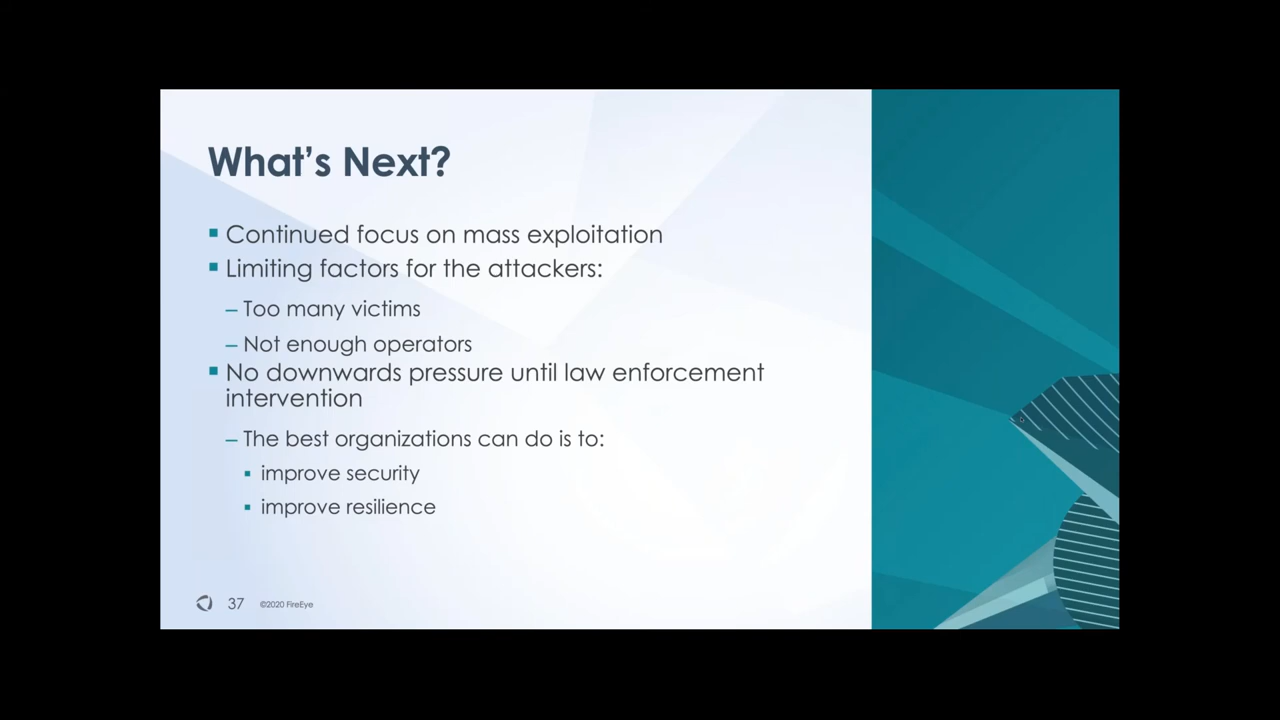 What's Next?
▪ Continued focus on mass exploitation
▪ Limiting factors for the attackers:
– Too many victims
– Not enough operators
▪ No downwards pressure until law enforcement
intervention
– The best organizations can do is to:
▪ improve security
▪ improve resilience
37 ©2020 FireEye